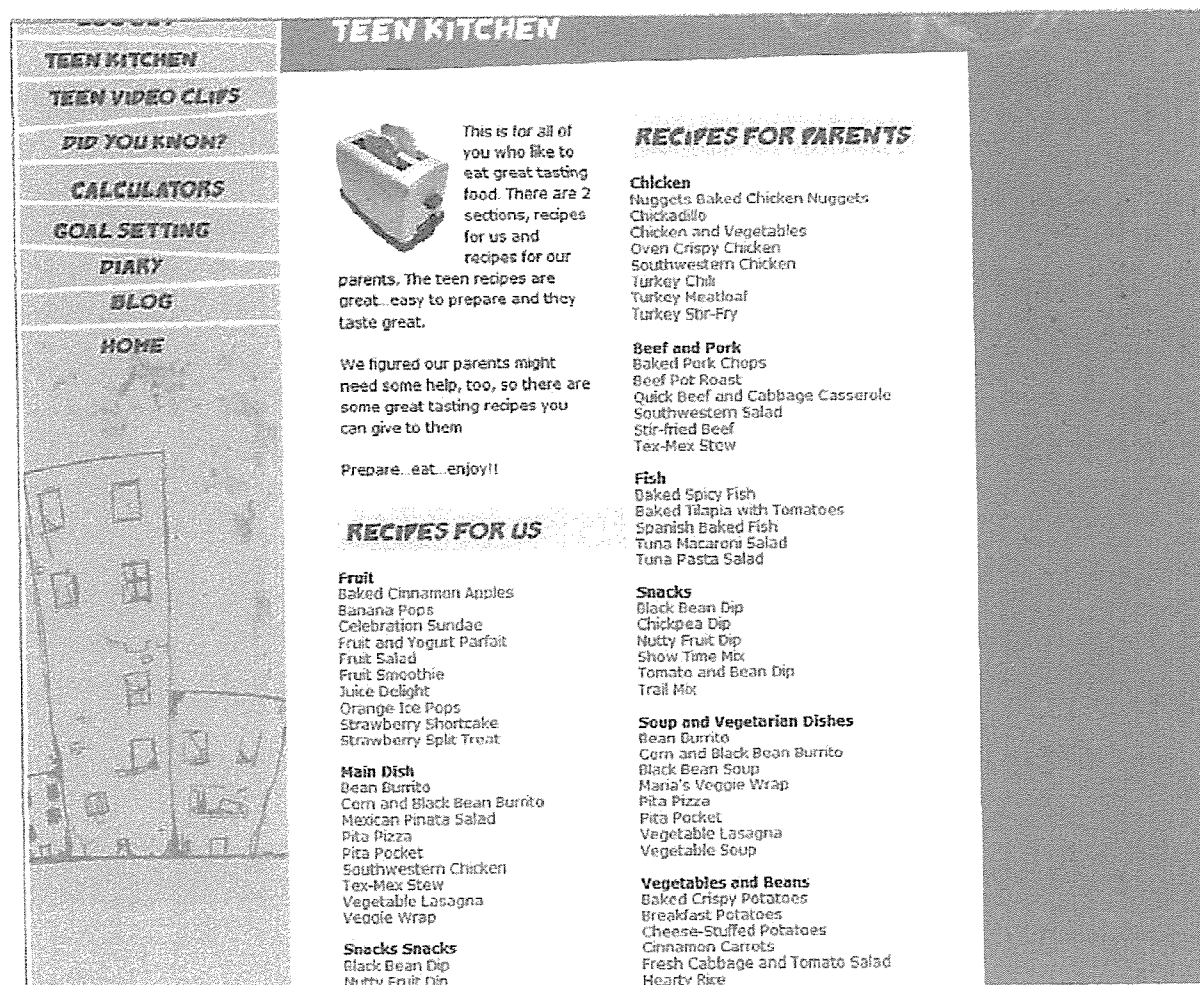 TEEN KITCHEN
TEEN KITCHEN
TEEN VIDEO CLIPS
DID YOU KNOW?
CALCULATORS
GOAL SETTING
DIARY
BLOG
HOME
This is for all of
you who like to
eat great tasting
food. There are 2
sections, recipes
for us and
recipes for our
parents. The teen recipes are
great...easy to prepare and they
taste great.
We figured our parents might
need some help, too, so there are
some great tasting recipes you
can give to them
Prepare...eat...enjoy!!
RECIPES FOR US
Fruit
Baked Cinnamon Apples
Banana Pops
Celebration Sundae
Fruit and Yogurt Parfait
Fruit Salad
Fruit Smoothie
Juice Delight
Orange Ice Pops
Strawberry Shortcake
Strawberry Split Treat
Main Dish
Bean Burrito
Corn and Black Bean Burrito
Mexican Pinata Salad
Pita Pizza
Pita Pocket
Southwestern Chicken
Tex-Mex Stew
Vegetable Lasagna
Veggie Wrap
Snacks Snacks
Black Bean Dip
Nutty Fruit Dip
RECIPES FOR PARENTS
Chicken
Nuggets Baked Chicken Nuggets
Chickadillo
Chicken and Vegetables
Oven Crispy Chicken
Southwestern Chicken
Turkey Chili
Turkey Meatloaf
Turkey Stir-Fry
Beef and Pork
Baked Pork Chops
Beef Pot Roast
Quick Beef and Cabbage Casserole
Southwestern Salad
Stir-fried Beef
Tex-Mex Stew
Fish
Baked Spicy Fish
Baked Tilapia with Tomatoes
Spanish Baked Fish
Tuna Macaroni Salad
Tuna Pasta Salad
Snacks
Black Bean Dip
Chickpea Dip
Nutty Fruit Dip
Show Time Mix
Tomato and Bean Dip
Trail Mix
Soup and Vegetarian Dishes
Bean Burrito
Corn and Black Bean Burrito
Black Bean Soup
Maria's Veggie Wrap
Pita Pizza
Pita Pocket
Vegetable Lasagna
Vegetable Soup
Vegetables and Beans
Baked Crispy Potatoes
Breakfast Potatoes
Cheese-Stuffed Potatoes
Cinnamon Carrots
Fresh Cabbage and Tomato Salad
Hearty Rice